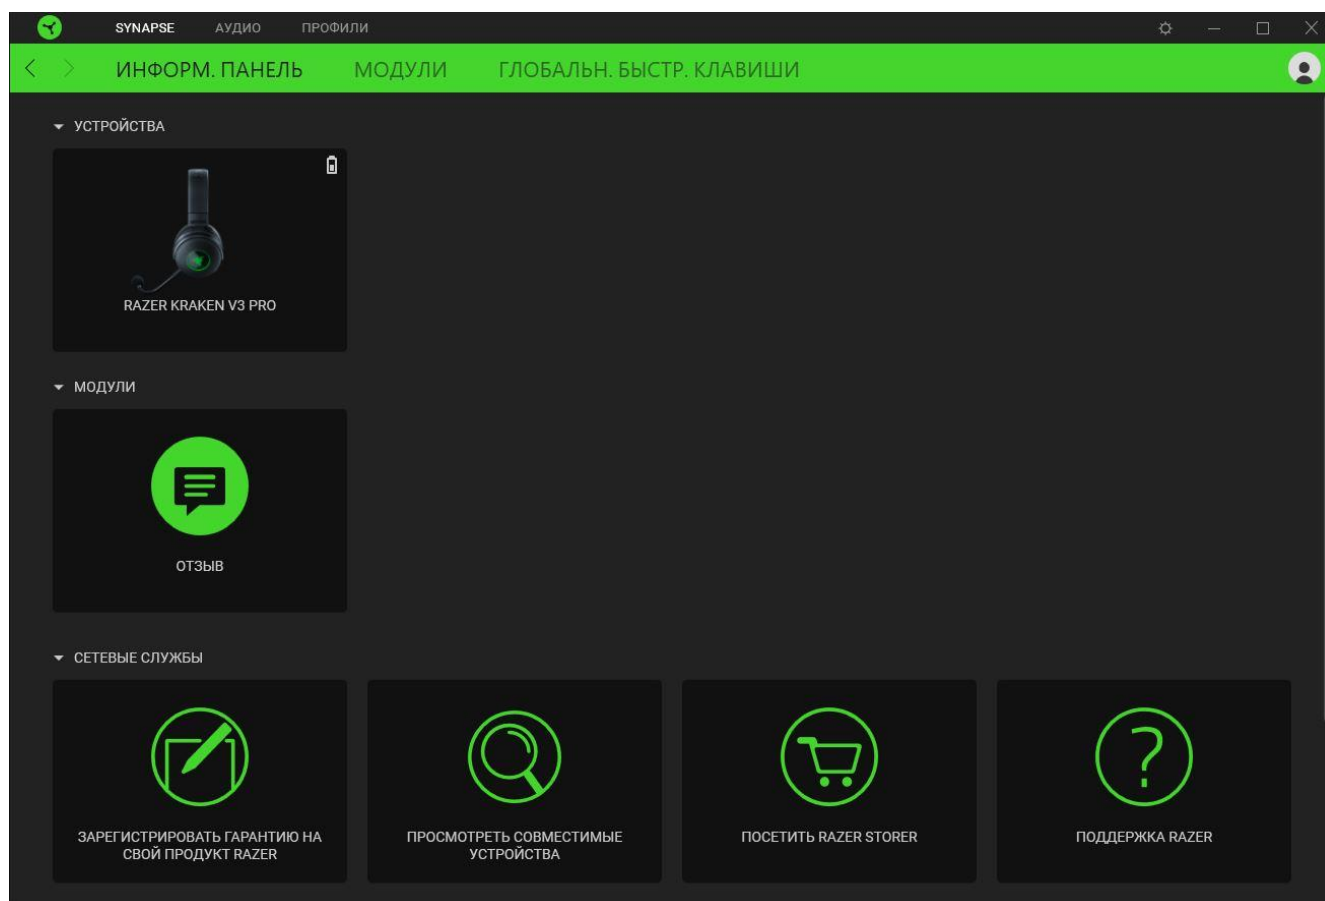 SYNAPSE АУДИО ПРОФИЛИ
ИНФОРМ. ПАНЕЛЬ МОДУЛИ ГЛОБАЛЬН. БЫСТР. КЛАВИШИ
УСТРОЙСТВА
RAZER KRAKEN V3 PRO
МОДУЛИ
ОТЗЫВ
СЕТЕВЫЕ СЛУЖБЫ
ЗАРЕГИСТРИРОВАТЬ ГАРАНТИЮ НА
СВОЙ ПРОДУКТ RAZER
ПРОСМОТРЕТЬ СОВМЕСТИМЫЕ
УСТРОЙСТВА
ПОСЕТИТЬ RAZER STORER
ПОДДЕРЖКА RAZER